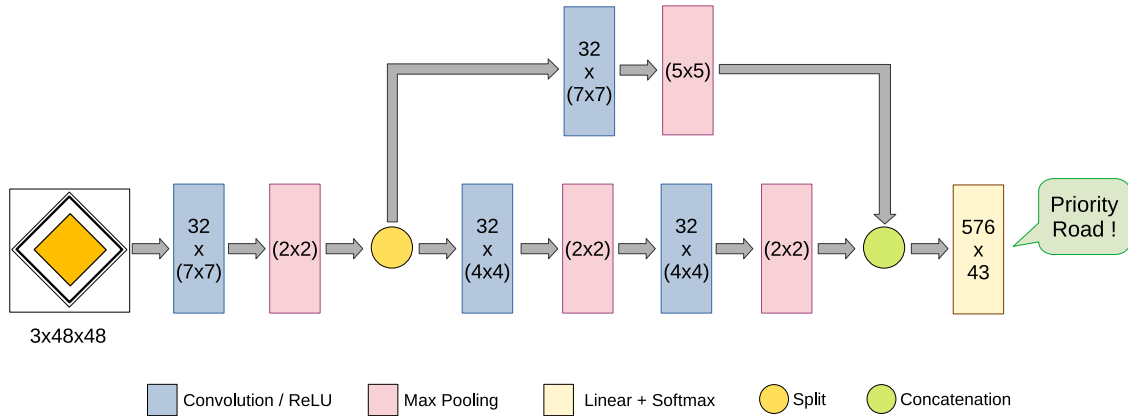 32
x
(7x7)
(5x5)
32
x
(7x7)
(2x2)
32
x
(4x4)
(2x2)
32
x
(4x4)
(2x2)
576
x
43
Priority
Road !
3x48x48
Convolution / ReLU
Max Pooling
Linear + Softmax
Split
Concatenation